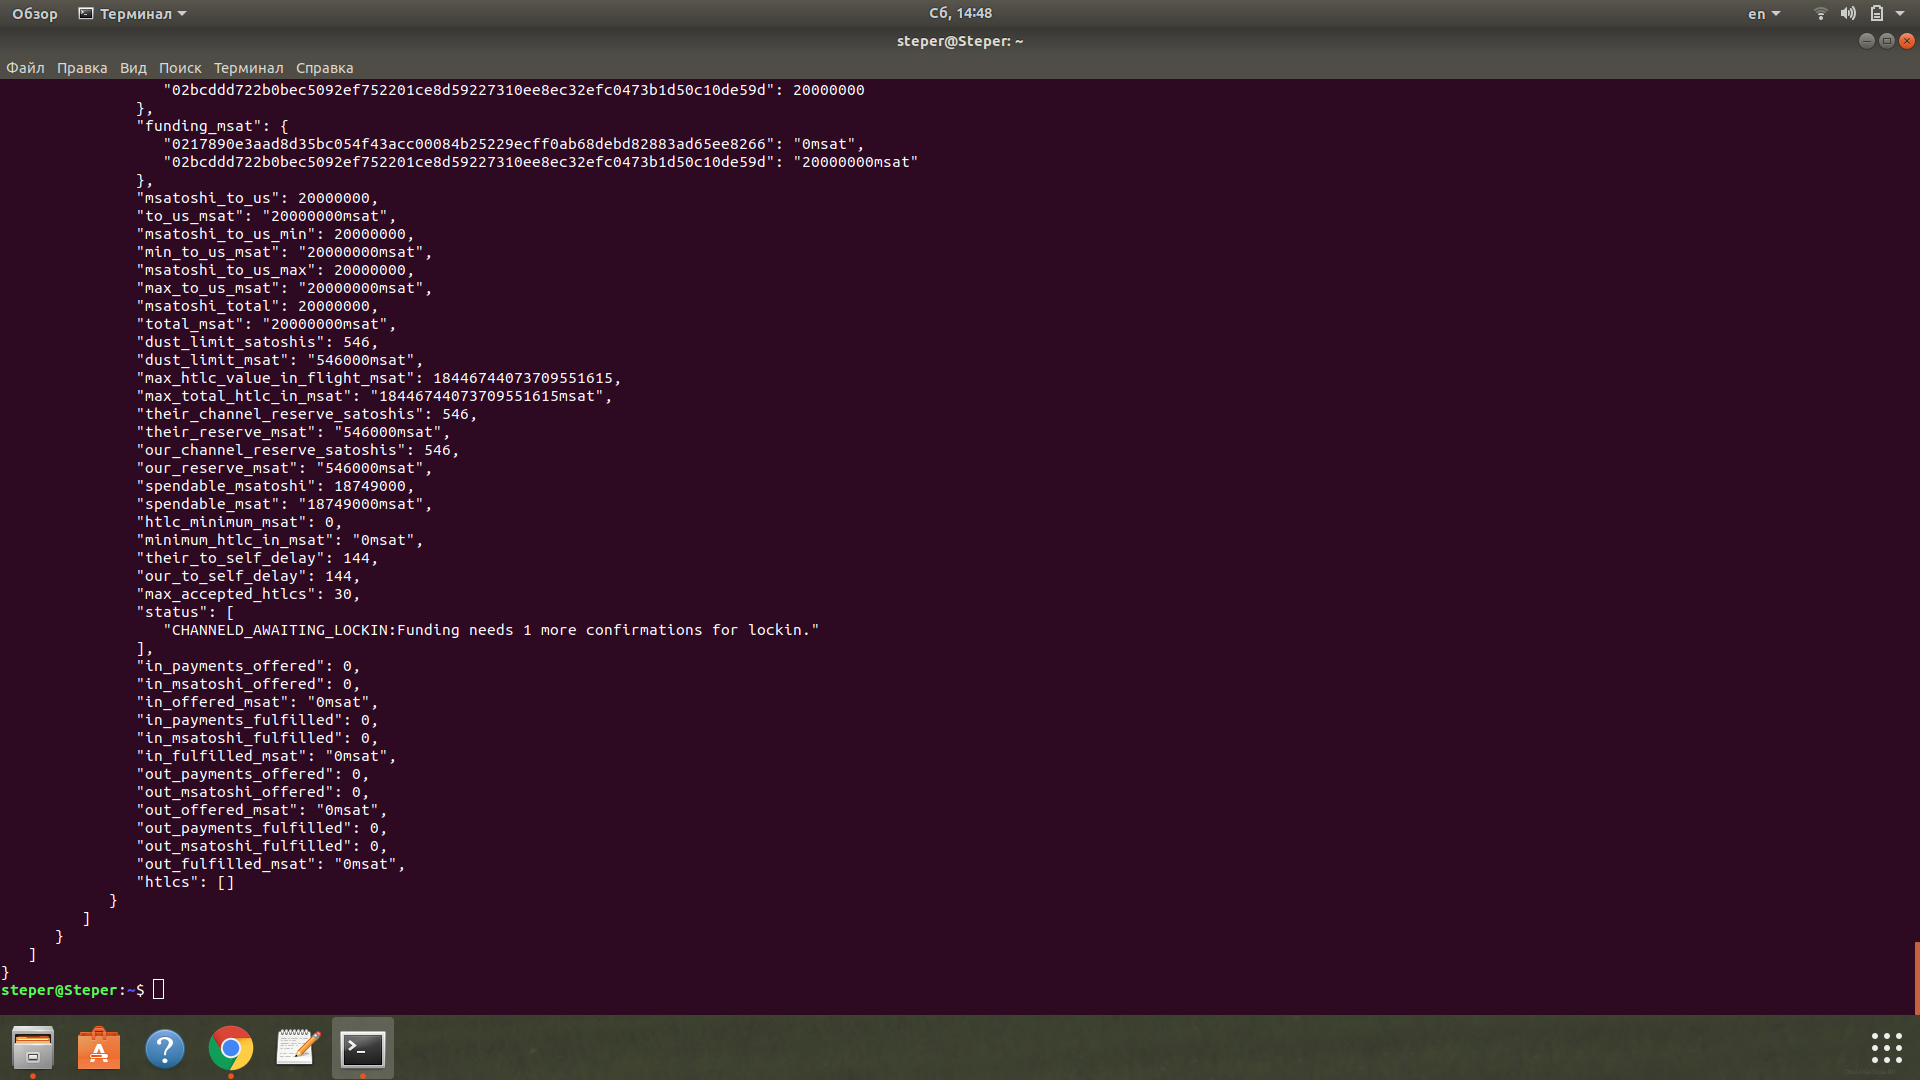 Обзор Терминал Сб, 14:48 en
steper@Steper: ~
Файл Правка Вид Поиск Терминал Справка
"02bcddd722b0bec5092ef752201ce8d59227310ee8ec32efc0473b1d50c10de59d": 20000000
},
"funding_msat": {
"0217890e3aad8d35bc054f43acc00084b25229ecff0ab68debd82883ad65ee8266": "0msat",
"02bcddd722b0bec5092ef752201ce8d59227310ee8ec32efc0473b1d50c10de59d": "20000000msat"
},
"msatoshi_to_us": 20000000,
"to_us_msat": "20000000msat",
"msatoshi_to_us_min": 20000000,
"min_to_us_msat": "20000000msat",
"msatoshi_to_us_max": 20000000,
"max_to_us_msat": "20000000msat",
"msatoshi_total": 20000000,
"total_msat": "20000000msat",
"dust_limit_satoshis": 546,
"dust_limit_msat": "546000msat",
"max_htlc_value_in_flight_msat": 18446744073709551615,
"max_total_htlc_in_msat": "18446744073709551615msat",
"their_channel_reserve_satoshis": 546,
"their_reserve_msat": "546000msat",
"our_channel_reserve_satoshis": 546,
"our_reserve_msat": "546000msat",
"spendable_msatoshi": 18749000,
"spendable_msat": "18749000msat",
"htlc_minimum_msat": 0,
"minimum_htlc_in_msat": "0msat",
"their_to_self_delay": 144,
"our_to_self_delay": 144,
"max_accepted_htlcs": 30,
"status": [
"CHANNELD_AWAITING_LOCKIN:Funding needs 1 more confirmations for lockin."
],
"in_payments_offered": 0,
"in_msatoshi_offered": 0,
"in_offered_msat": "0msat",
"in_payments_fulfilled": 0,
"in_msatoshi_fulfilled": 0,
"in_fulfilled_msat": "0msat",
"out_payments_offered": 0,
"out_msatoshi_offered": 0,
"out_offered_msat": "0msat",
"out_payments_fulfilled": 0,
"out_msatoshi_fulfilled": 0,
"out_fulfilled_msat": "0msat",
"htlcs": []
}
]
}
]
}
steper@Steper:~$